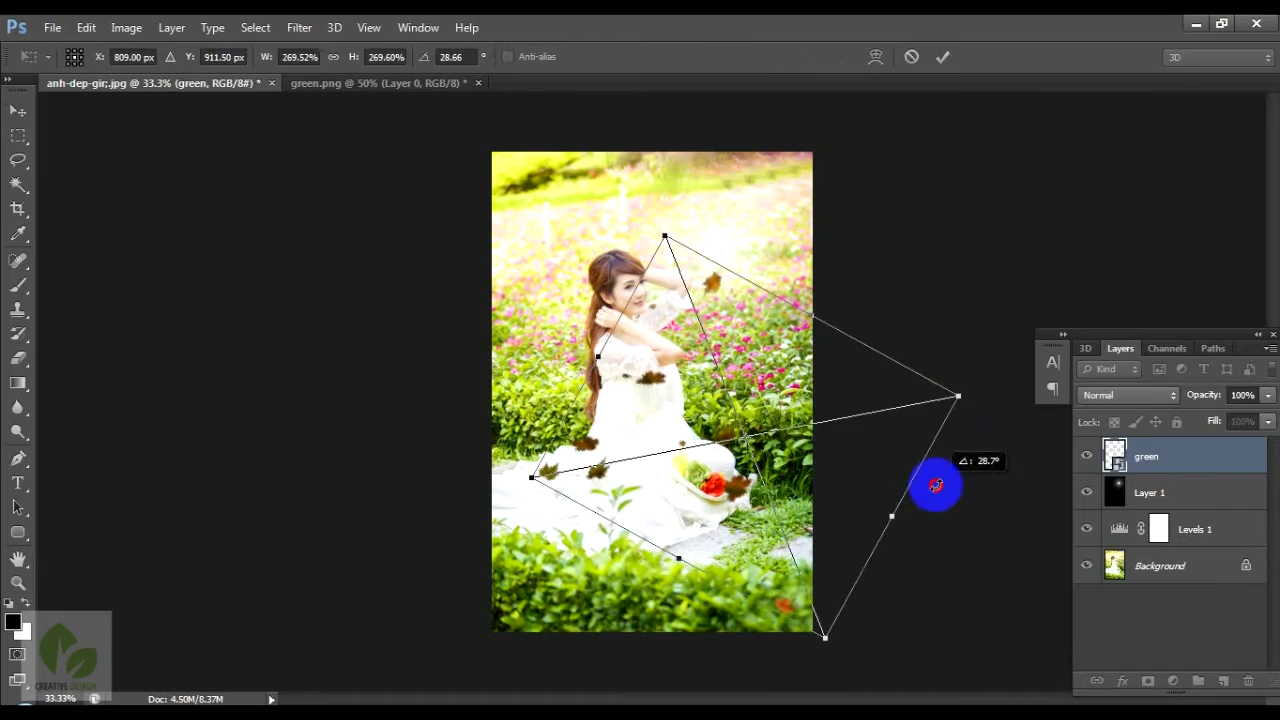 Ps File Edit Image Layer Type Select Filter 3D View Window Help
X: 809.00 px Y: 911.50 px W: 269.52% H: 269.60% 28.66 ° Anti-alias 3D
anh-dep-gir;.jpg @ 33.3% (green, RGB/8#) * × green.png @ 50% (Layer 0, RGB/8) * ×
3D Layers Channels Paths
Kind
Normal Opacity: 100%
Lock: Fill: 100%
green
28.7°
Layer 1
Levels 1
Background
CREATIVE DESIGN
33.33% Doc: 4.50M/8.37M